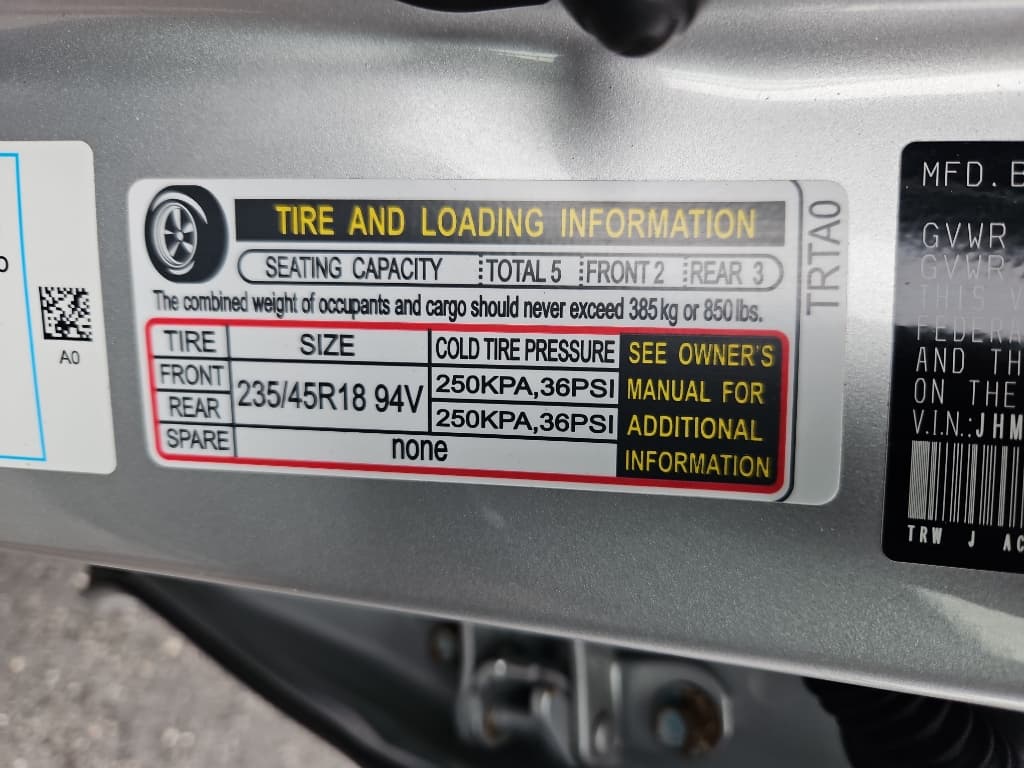 A0
TIRE AND LOADING INFORMATION
SEATING CAPACITY TOTAL 5 FRONT 2 REAR 3
The combined weight of occupants and cargo should never exceed 385 kg or 850 lbs.
TIRE SIZE COLD TIRE PRESSURE SEE OWNER'S
FRONT 235/45R18 94V 250KPA,36PSI MANUAL FOR
REAR 250KPA,36PSI ADDITIONAL
SPARE none INFORMATION
TRTA0
MFD.
GVWR
GVWR
THIS
AND
ON THE
V.I.N.:JHM
TRW J AC